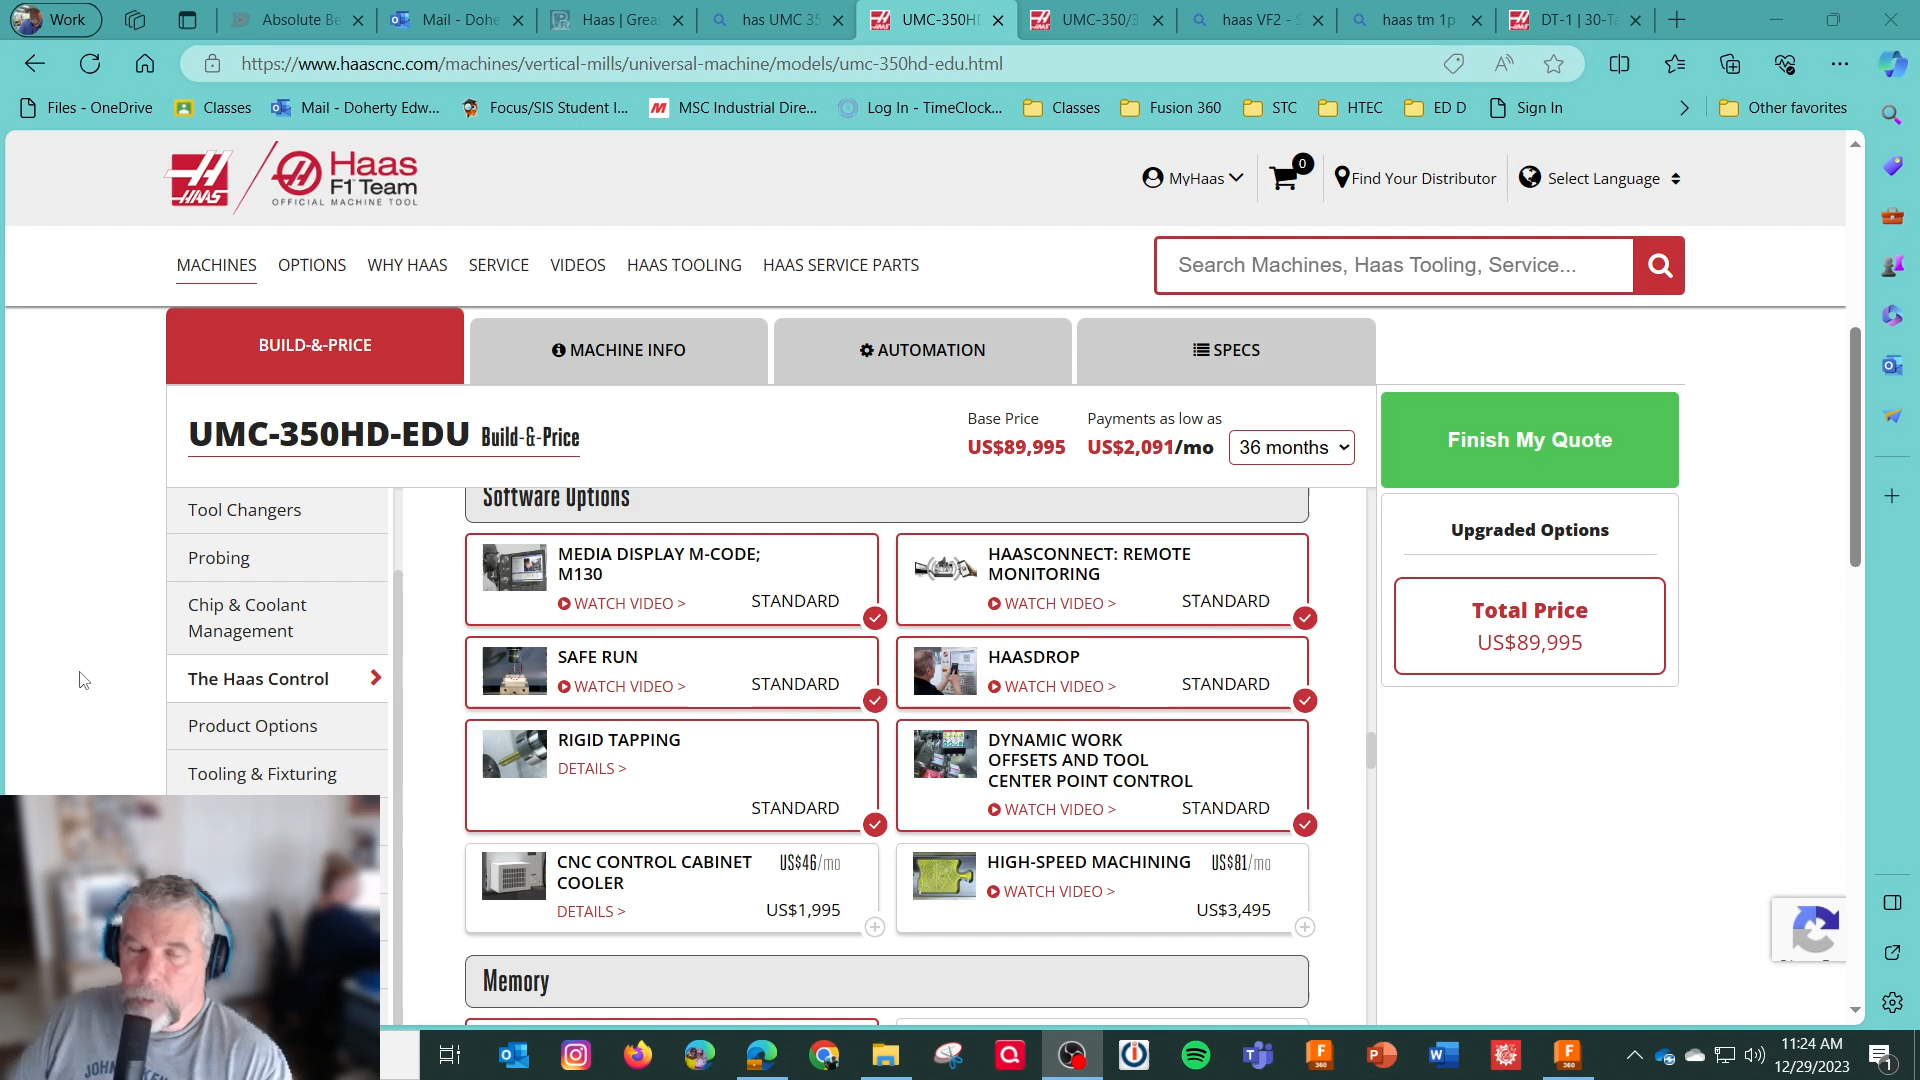 Work
Absolute Be
Mail - Dohe
Haas | Grea
has UMC 35
UMC-350HD
UMC-350/3
haas VF2 - S
haas tm 1p
DT-1 | 30-Ta
https://www.haascnc.com/machines/vertical-mills/universal-machine/models/umc-350hd-edu.html
Files - OneDrive
Classes
Mail - Doherty Edw...
Focus/SIS Student I...
MSC Industrial Dire...
Log In - TimeClock...
Classes
Fusion 360
STC
HTEC
ED D
Sign In
Other favorites
HAAS
Haas
F1 Team
OFFICIAL MACHINE TOOL
MyHaas
0
Find Your Distributor
Select Language
MACHINES
OPTIONS
WHY HAAS
SERVICE
VIDEOS
HAAS TOOLING
HAAS SERVICE PARTS
Search Machines, Haas Tooling, Service...
BUILD-&-PRICE
MACHINE INFO
AUTOMATION
SPECS
UMC-350HD-EDU Build-&-Price
Base Price
US$89,995
Payments as low as
US$2,091/mo
36 months
Finish My Quote
Tool Changers
Probing
Chip & Coolant
Management
The Haas Control
Product Options
Tooling & Fixturing
Software Options
MEDIA DISPLAY M-CODE;
M130
WATCH VIDEO >
STANDARD
HAASCONNECT: REMOTE
MONITORING
WATCH VIDEO >
STANDARD
SAFE RUN
WATCH VIDEO >
STANDARD
HAASDROP
WATCH VIDEO >
STANDARD
RIGID TAPPING
DETAILS >
STANDARD
DYNAMIC WORK
OFFSETS AND TOOL
CENTER POINT CONTROL
WATCH VIDEO >
STANDARD
CNC CONTROL CABINET
COOLER
US$46/mo
DETAILS >
US$1,995
HIGH-SPEED MACHINING
US$81/mo
WATCH VIDEO >
US$3,495
Memory
Upgraded Options
Total Price
US$89,995
11:24 AM
12/29/2023
1